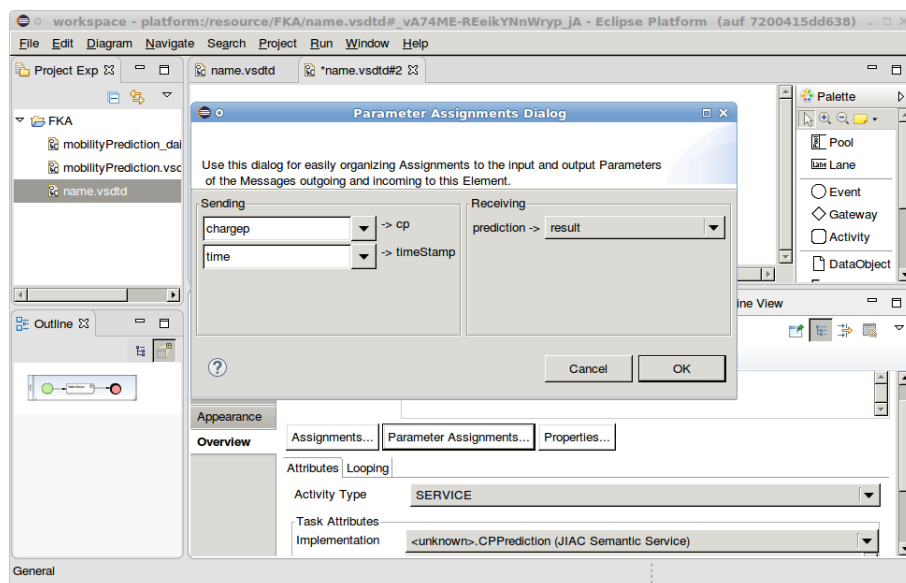 workspace - platform:/resource/FKA/name.vsdtd#_vA74ME-REeikYNnWryp_jA - Eclipse Platform (auf 7200415dd638)
File Edit Diagram Navigate Search Project Run Window Help
Project Exp
name.vsdtd
*name.vsdtd#2
FKA
mobilityPrediction_dai
mobilityPrediction.vsd
name.vsdtd
Palette
Pool
Lane
Event
Gateway
Activity
DataObject
Parameter Assignments Dialog
Use this dialog for easily organizing Assignments to the input and output Parameters
of the Messages outgoing and incoming to this Element.
Sending
chargep -> cp
time -> timeStamp
Receiving
prediction -> result
Cancel OK
ine View
Outline
Appearance
Overview
Assignments... Parameter Assignments... Properties...
Attributes Looping
Activity Type SERVICE
Task Attributes
Implementation <unknown>.CPPrediction (JIAC Semantic Service)
General